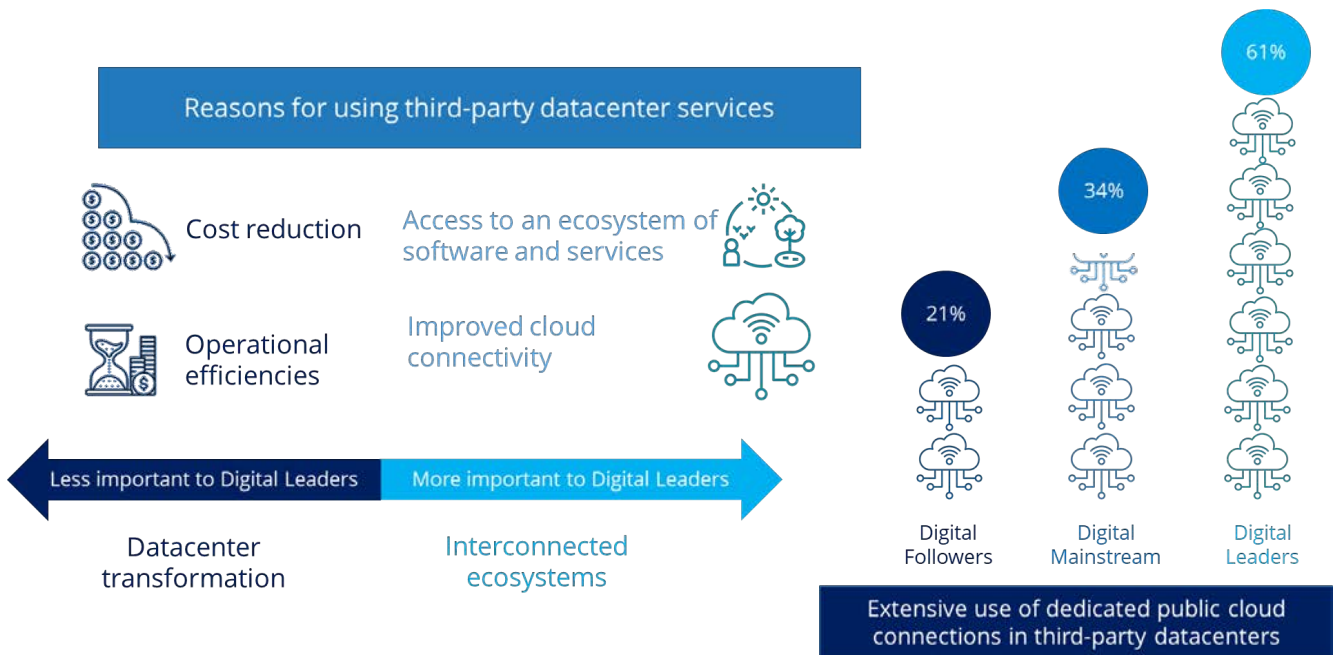 Reasons for using third-party datacenter services
Cost reduction
Access to an ecosystem of
software and services
Operational
efficiencies
Improved cloud
connectivity
Less important to Digital Leaders
More important to Digital Leaders
Datacenter
transformation
Interconnected
ecosystems
21%
34%
61%
Digital
Followers
Digital
Mainstream
Digital
Leaders
Extensive use of dedicated public cloud
connections in third-party datacenters